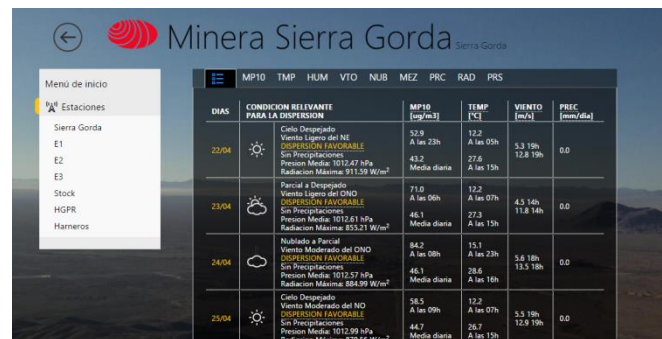 Minera Sierra Gorda Sierra Gorda
Menú de inicio
Estaciones
Sierra Gorda
E1
E2
E3
Stock
HGPR
Harneros
MP10 TMP HUM VTO NUB MEZ PRC RAD PRS
DIAS CONDICION RELEVANTE PARA LA DISPERSION MP10 [ug/m3] TEMP [°C] VIENTO [m/s] PREC [mm/dia]
22/04
Cielo Despejado
Viento Ligero del NE
DISPERSIÓN FAVORABLE
Sin Precipitaciones
Presion Media: 1012.47 hPa
Radiacion Máxima: 911.59 W/m²
52.9
A las 23h
43.2
Media diaria
12.2
A las 05h
27.6
A las 15h
5.3 19h
12.8 19h
0.0
23/04
Parcial a Despejado
Viento Ligero del ONO
DISPERSIÓN FAVORABLE
Sin Precipitaciones
Presion Media: 1012.61 hPa
Radiacion Máxima: 855.21 W/m²
71.0
A las 06h
46.1
Media diaria
12.2
A las 07h
27.3
A las 15h
4.5 14h
11.8 14h
0.0
24/04
Nublado a Parcial
Viento Moderado del ONO
DISPERSIÓN FAVORABLE
Sin Precipitaciones
Presion Media: 1012.57 hPa
Radiacion Máxima: 884.99 W/m²
84.2
A las 08h
46.1
Media diaria
15.1
A las 23h
28.6
A las 16h
5.6 18h
13.5 18h
0.0
25/04
Cielo Despejado
Viento Moderado del NO
DISPERSIÓN FAVORABLE
Sin Precipitaciones
Presion Media: 1012.99 hPa
58.5
A las 09h
44.7
Media diaria
12.2
A las 07h
26.7
A las 15h
5.5 19h
12.9 19h
0.0